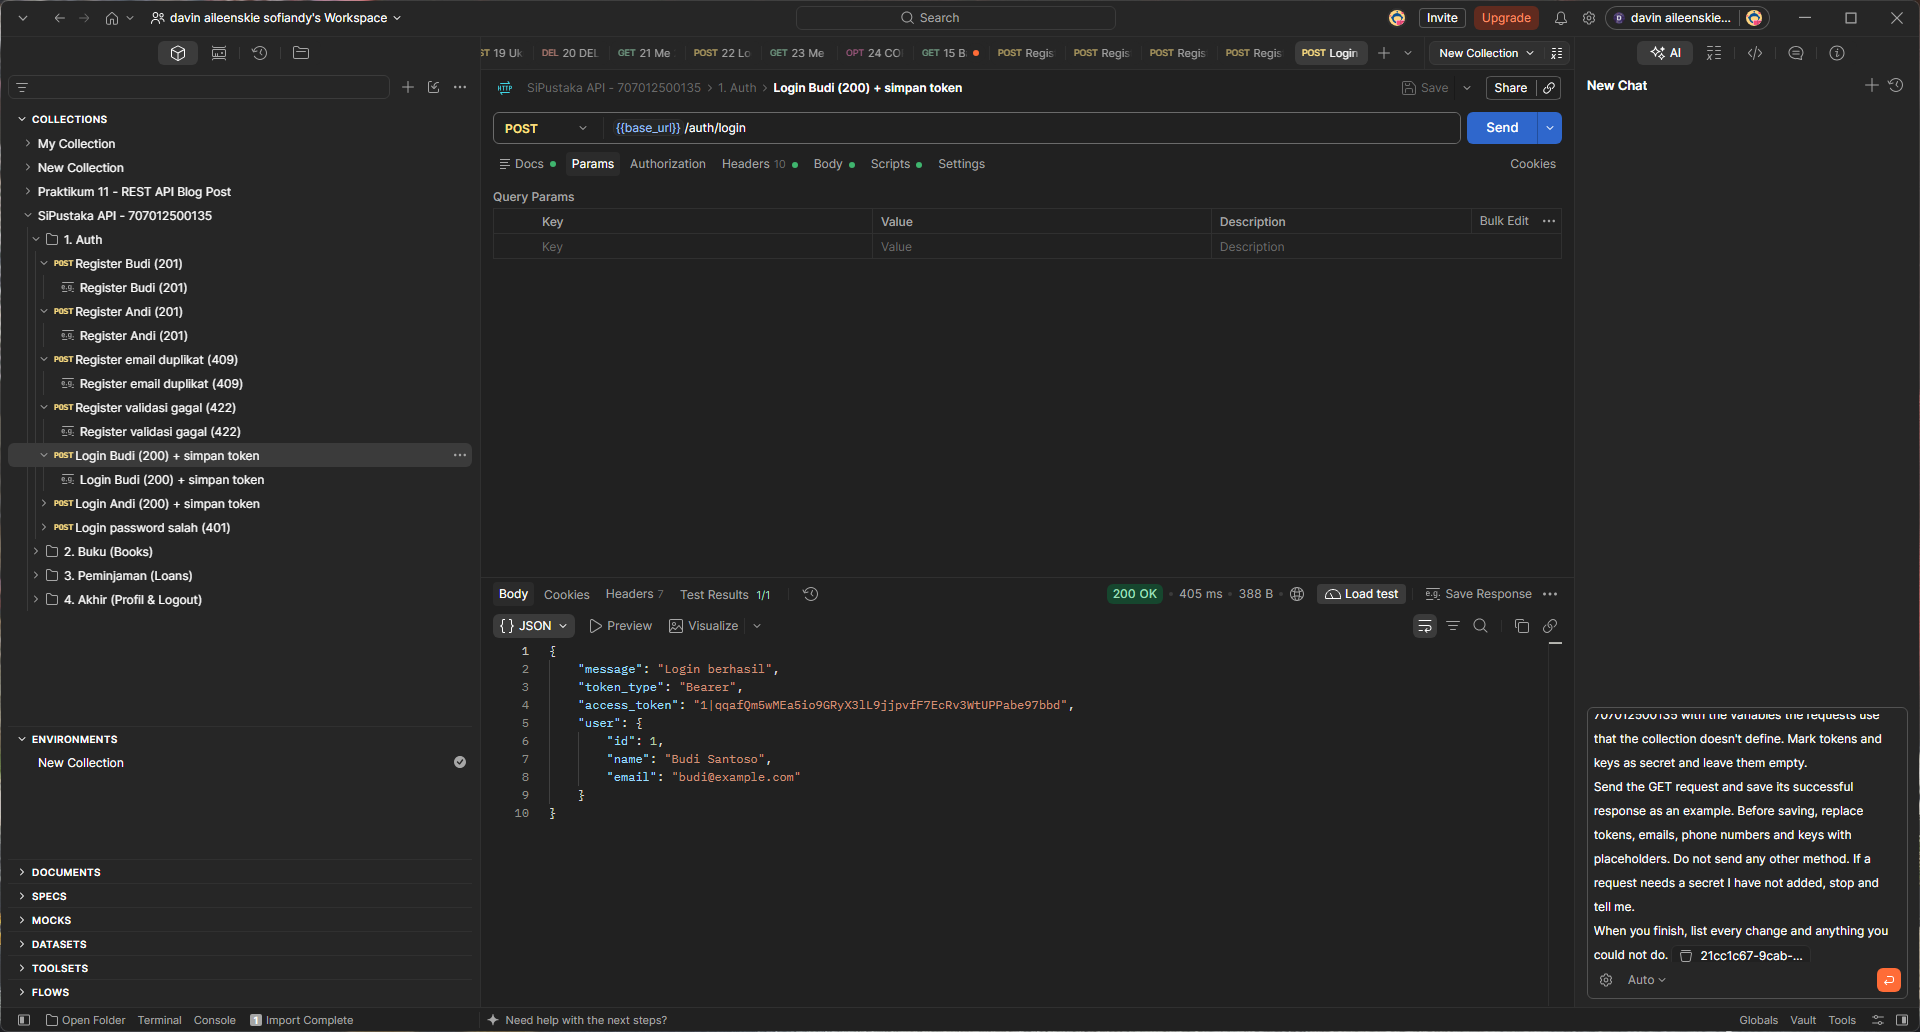 davin aileenskie sofiandy's Workspace
Search
Invite
Upgrade
davin aileenskie...
POST 22 Lo
DEL 20 DEL
GET 21 Me
GET 23 Me
OPT 24 CO
GET 15 B
POST Regis
POST Regis
POST Regis
POST Regis
POST Login
New Collection
AI
SiPustaka API - 707012500135 > 1. Auth > Login Budi (200) + simpan token
Save
Share
New Chat
COLLECTIONS
My Collection
New Collection
Praktikum 11 - REST API Blog Post
SiPustaka API - 707012500135
1. Auth
POST Register Budi (201)
e.g. Register Budi (201)
POST Register Andi (201)
e.g. Register Andi (201)
POST Register email duplikat (409)
e.g. Register email duplikat (409)
POST Register validasi gagal (422)
e.g. Register validasi gagal (422)
POST Login Budi (200) + simpan token
e.g. Login Budi (200) + simpan token
POST Login Andi (200) + simpan token
POST Login password salah (401)
2. Buku (Books)
3. Peminjaman (Loans)
4. Akhir (Profil & Logout)
ENVIRONMENTS
New Collection
DOCUMENTS
SPECS
MOCKS
DATASETS
TOOLSETS
FLOWS
HTTP
POST
{{base_url}} /auth/login
Send
Docs
Params
Authorization
Headers 10
Body
Scripts
Settings
Cookies
Query Params
Key Value Description Bulk Edit
Key Value Description
Body
Cookies
Headers 7
Test Results 1/1
200 OK
405 ms
388 B
Load test
e.g. Save Response
{} JSON
Preview
Visualize
1 {
2 "message": "Login berhasil",
3 "token_type": "Bearer",
4 "access_token": "1|qqafQm5wMEa5io9GRyX3lL9jjpvfF7EcRv3WtUPPabe97bbd",
5 "user": {
6 "id": 1,
7 "name": "Budi Santoso",
8 "email": "budi@example.com"
9 }
10 }
707012500135 with the variables the requests use
that the collection doesn't define. Mark tokens and
keys as secret and leave them empty.
Send the GET request and save its successful
response as an example. Before saving, replace
tokens, emails, phone numbers and keys with
placeholders. Do not send any other method. If a
request needs a secret I have not added, stop and
tell me.
When you finish, list every change and anything you
could not do. 21cc1c67-9cab-...
Auto
Open Folder
Terminal
Console
1 Import Complete
Need help with the next steps?
Globals
Vault
Tools